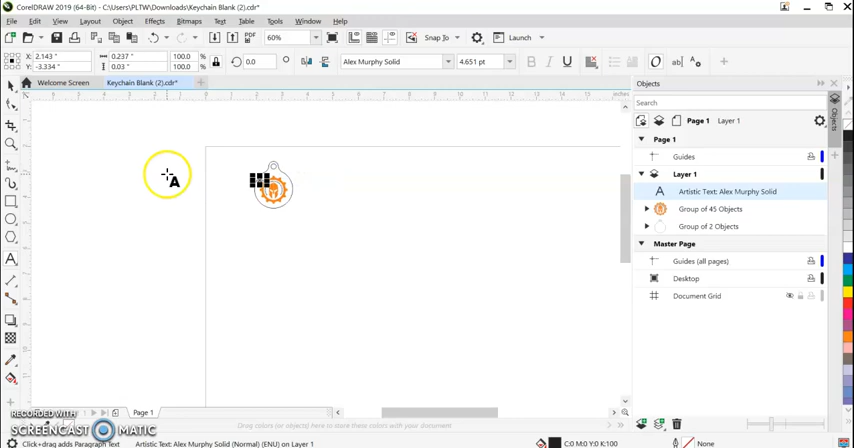 CorelDRAW 2019 (64-Bit) - C:\Users\PLTW\Downloads\Keychain Blank (2).cdr*
File Edit View Layout Object Effects Bitmaps Text Table Tools Window Help
PDF 60% Snap To Launch
X: 2.143 " 0.237 " 100.0 %
Y: -3.334 " 0.03 " 100.0 %
0.0
Alex Murphy Solid 4.651 pt
Welcome Screen Keychain Blank (2).cdr*
inches
Objects
Search
Page 1 Layer 1
Page 1
Guides
Layer 1
Artistic Text: Alex Murphy Solid
Group of 45 Objects
Group of 2 Objects
Master Page
Guides (all pages)
Desktop
Document Grid
Objects
Page 1
RECORDED WITH
SCREENCAST MATIC
Drag colors (or objects) here to store these colors with your document
Click+drag adds Paragraph text Artistic Text: Alex Murphy Solid (Normal) (ENU) on Layer 1 C:0 M:0 Y:0 K:100 None